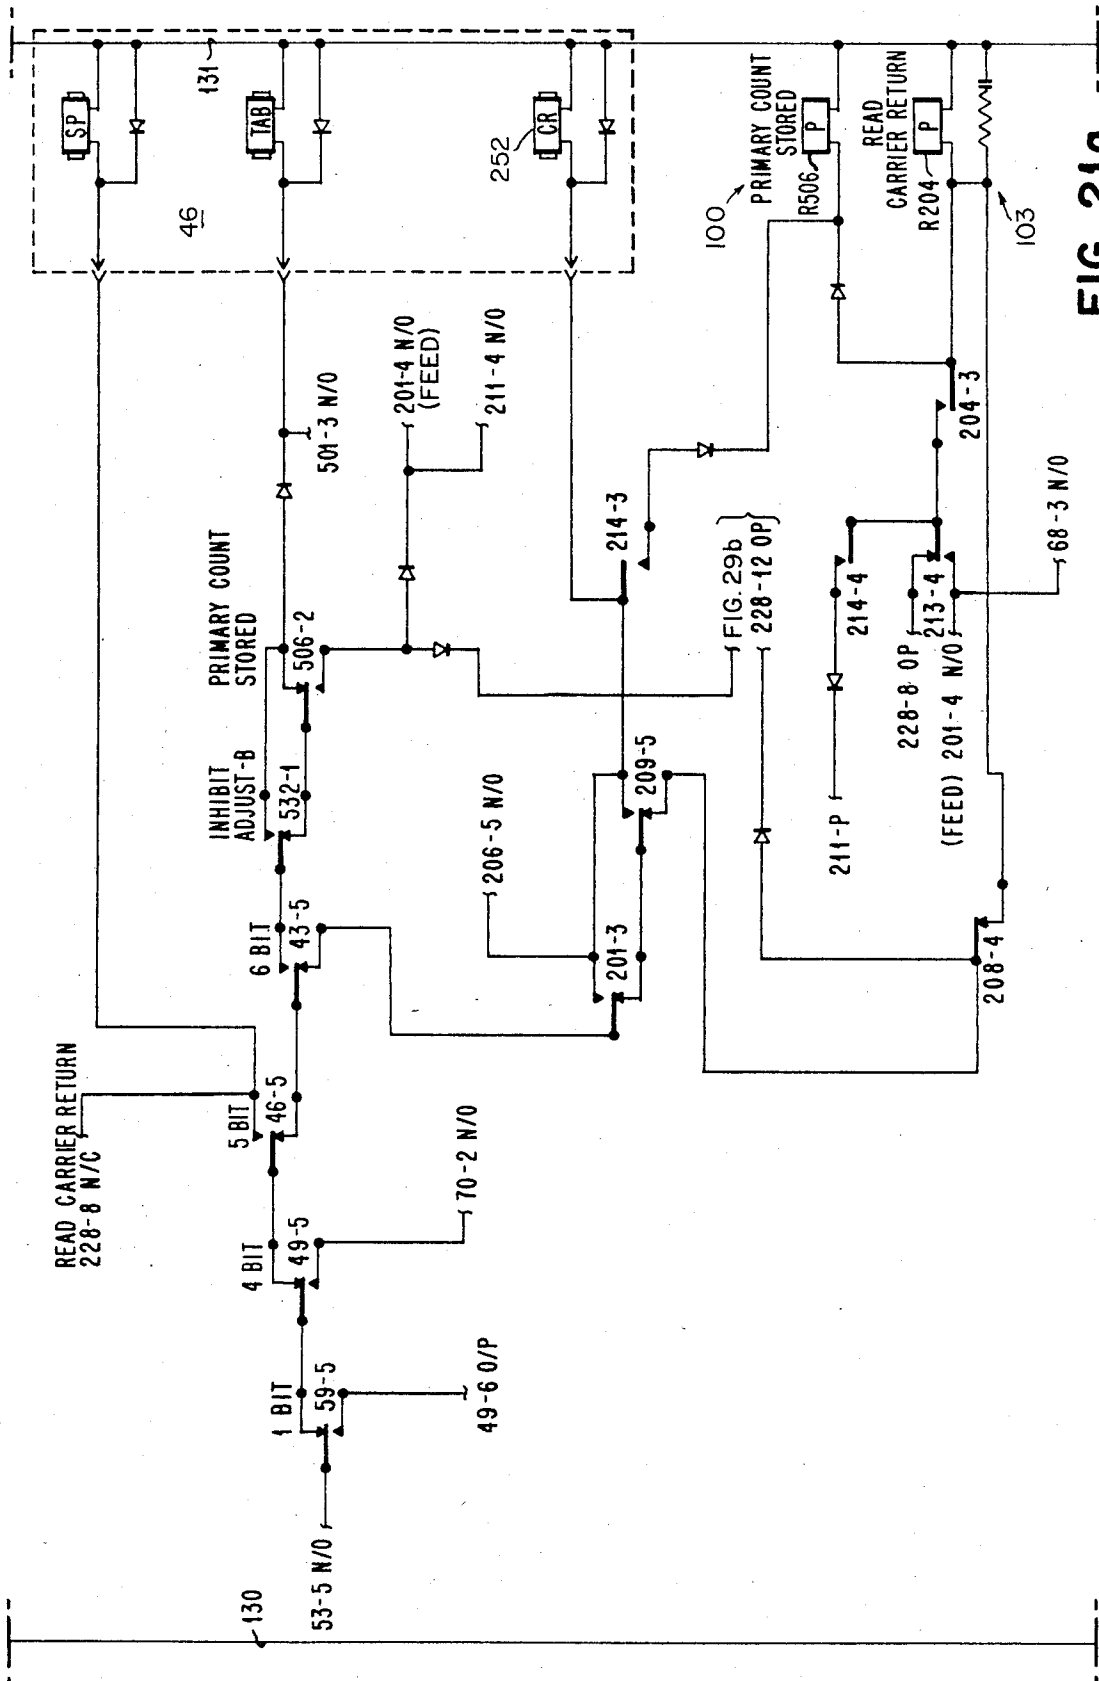 130
53-5 N/O
1 BIT
59-5
49-6 O/P
4 BIT
49-5
70-2 N/O
READ CARRIER RETURN
228-8 N/C
5 BIT
46-5
6 BIT
43-5
INHIBIT
ADJUST-B
532-1
PRIMARY COUNT
STORED
506-2
501-3 N/O
201-4 N/O
(FEED)
211-4 N/O
46
SP
TAB
131
252
CR
206-5 N/O
201-3
209-5
214-3
FIG. 29b
228-12 OP
208-4
211-P
214-4
228-8 OP
213-4
(FEED) 201-4 N/O
68-3 N/O
204-3
100
PRIMARY COUNT
STORED
R506
P
READ
CARRIER RETURN
R204
P
103